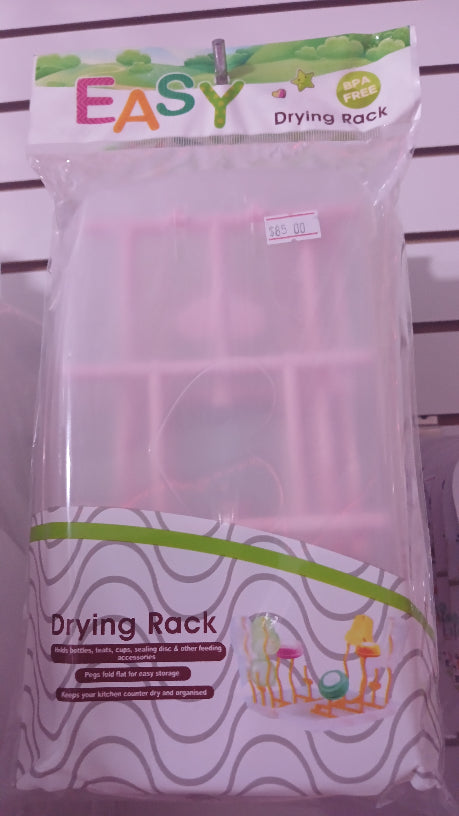 EASY
BPA
FREE
Drying Rack
$85.00
Drying Rack
Holds bottles, teats, cups, sealing disc & other feeding
accessories
Pegs fold flat for easy storage
Keeps your kitchen counter dry and organised